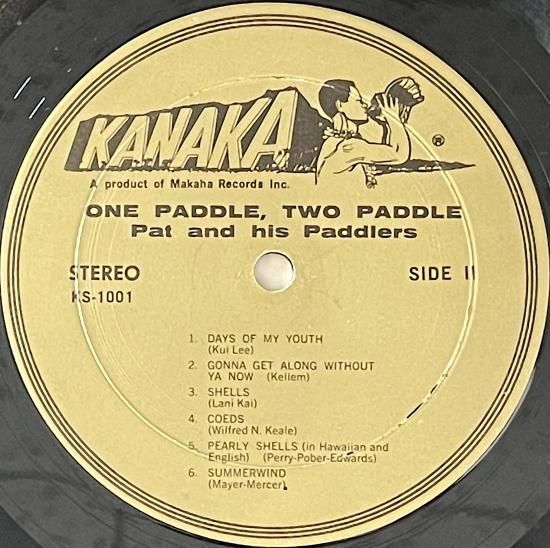 KANAKA
®
A product of Makaha Records Inc.
ONE PADDLE, TWO PADDLE
Pat and his Paddlers
STEREO
SIDE II
KS-1001
1. DAYS OF MY YOUTH
(Kui Lee)
2. GONNA GET ALONG WITHOUT
YA NOW (Kellem)
3. SHELLS
(Lani Kai)
4. COEDS
(Wilfred N. Keale)
5. PEARLY SHELLS (in Hawaiian and
English) (Perry-Pober-Edwards)
6. SUMMERWIND
(Mayer-Mercer)